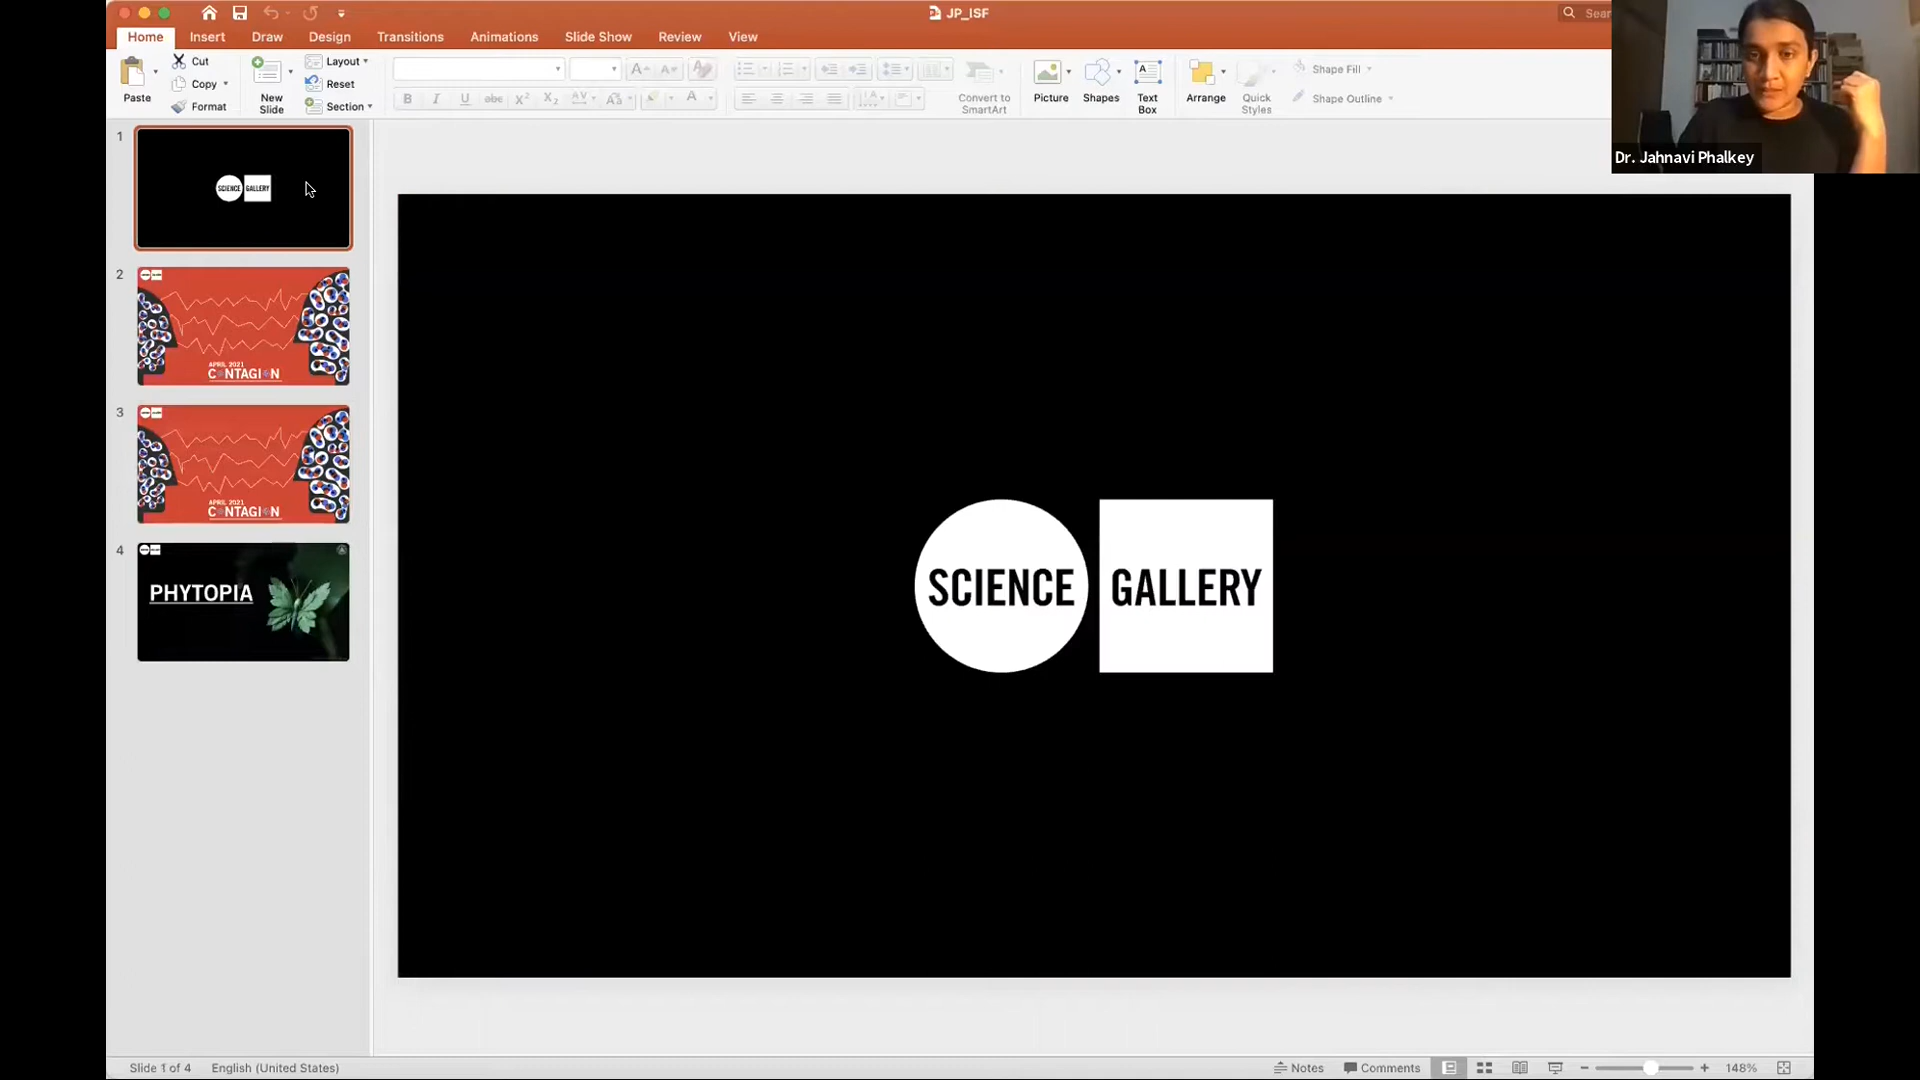 JP_ISF
Sear
Home Insert Draw Design Transitions Animations Slide Show Review View
Paste
Cut
Copy
Format
New
Slide
Layout
Reset
Section
Convert to
SmartArt
Picture
Shapes
Text
Box
Arrange
Quick
Styles
Shape Fill
Shape Outline
Dr. Jahnavi Phalkey
1
SCIENCE GALLERY
2
APRIL 2021
CONTAGION
3
APRIL 2021
CONTAGION
4
PHYTOPIA
SCIENCE GALLERY
Slide 1 of 4 English (United States) Notes Comments 148%